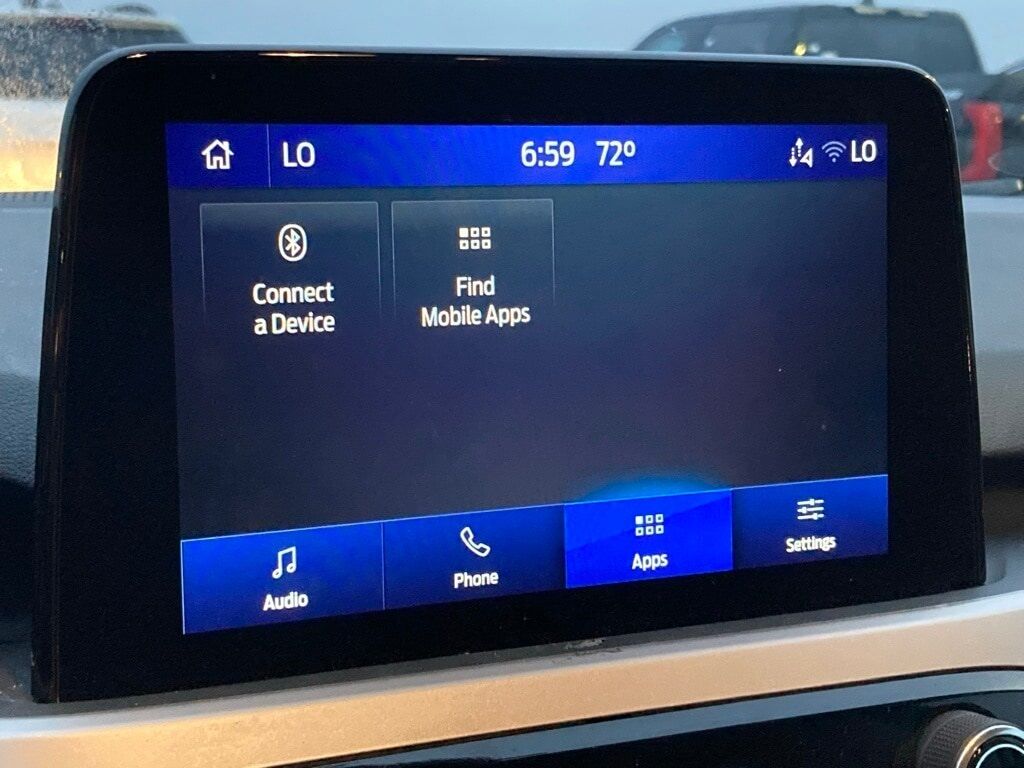 LO 6:59 72° LO
Connect
a Device
Find
Mobile Apps
Audio
Phone
Apps
Settings